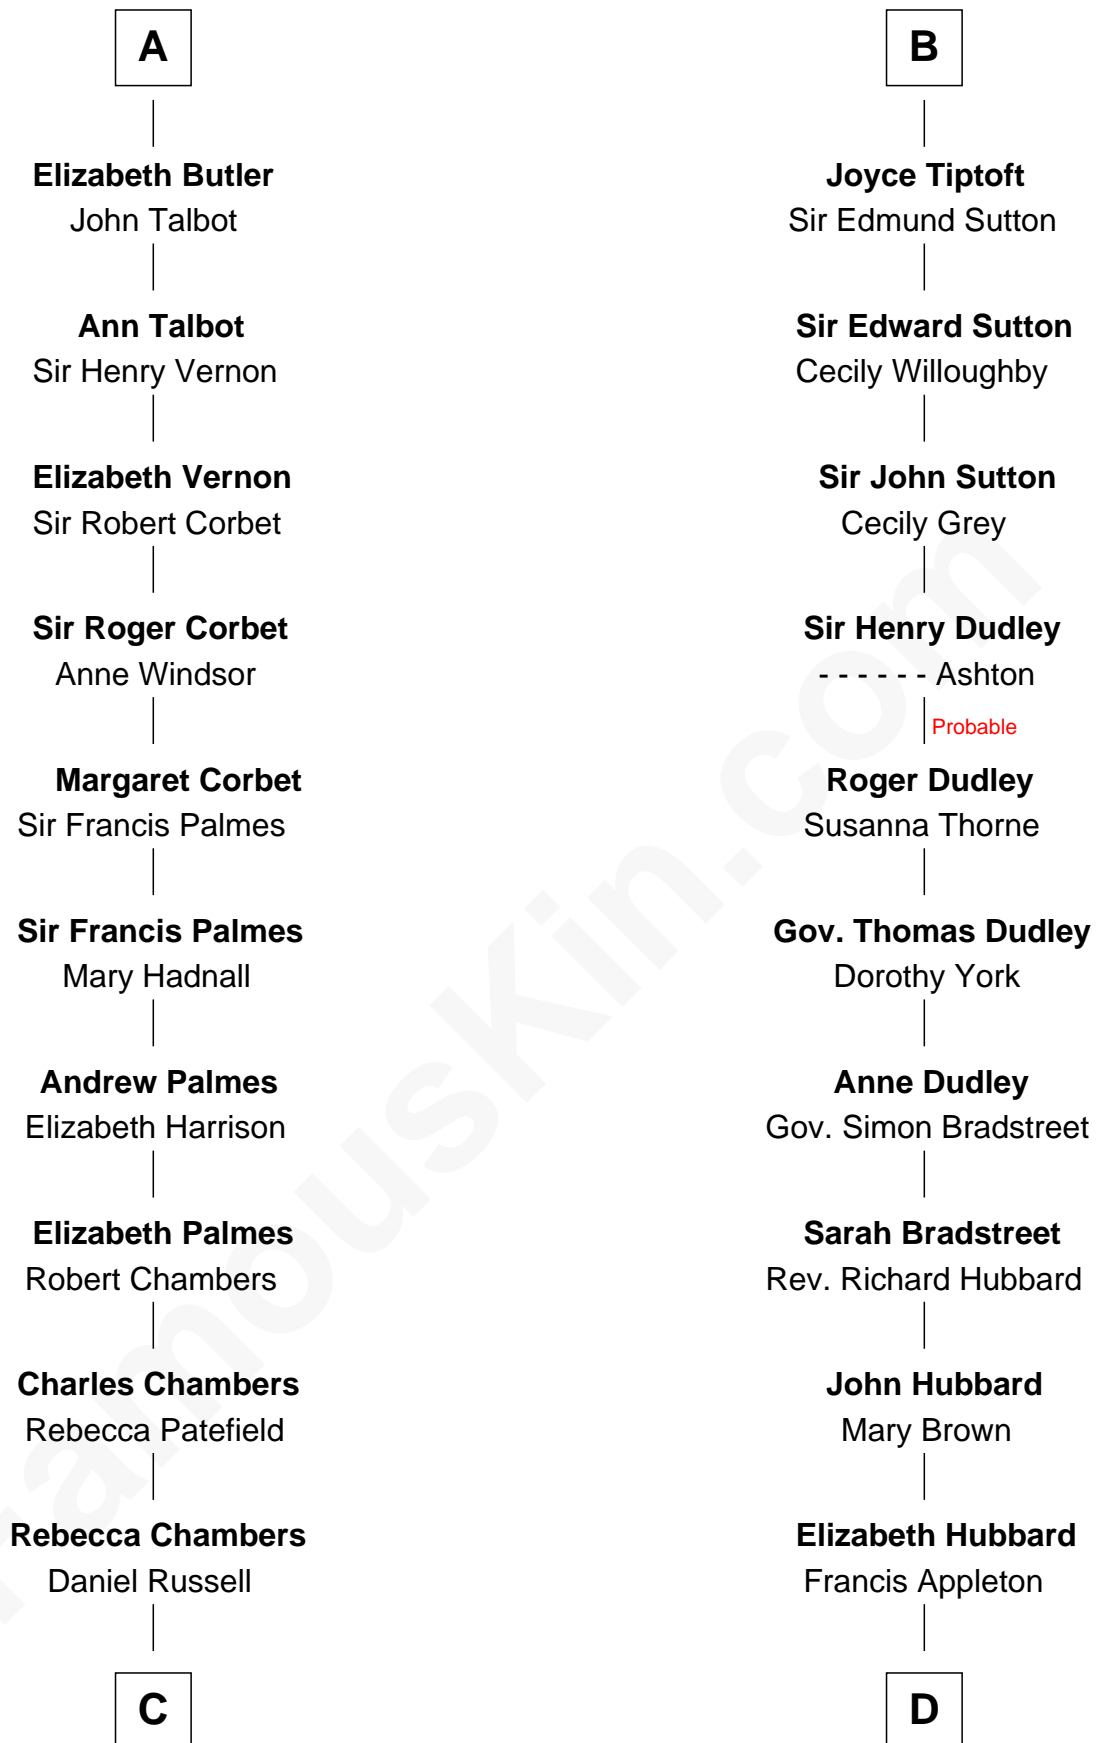 A
Elizabeth Butler
John Talbot
Ann Talbot
Sir Henry Vernon
Elizabeth Vernon
Sir Robert Corbet
Sir Roger Corbet
Anne Windsor
Margaret Corbet
Sir Francis Palmes
Sir Francis Palmes
Mary Hadnall
Andrew Palmes
Elizabeth Harrison
Elizabeth Palmes
Robert Chambers
Charles Chambers
Rebecca Patefield
Rebecca Chambers
Daniel Russell
C
B
Joyce Tiptoft
Sir Edmund Sutton
Sir Edward Sutton
Cecily Willoughby
Sir John Sutton
Cecily Grey
Sir Henry Dudley
- - - - - - Ashton
Probable
Roger Dudley
Susanna Thorne
Gov. Thomas Dudley
Dorothy York
Anne Dudley
Gov. Simon Bradstreet
Sarah Bradstreet
Rev. Richard Hubbard
John Hubbard
Mary Brown
Elizabeth Hubbard
Francis Appleton
D
FamousKin.com